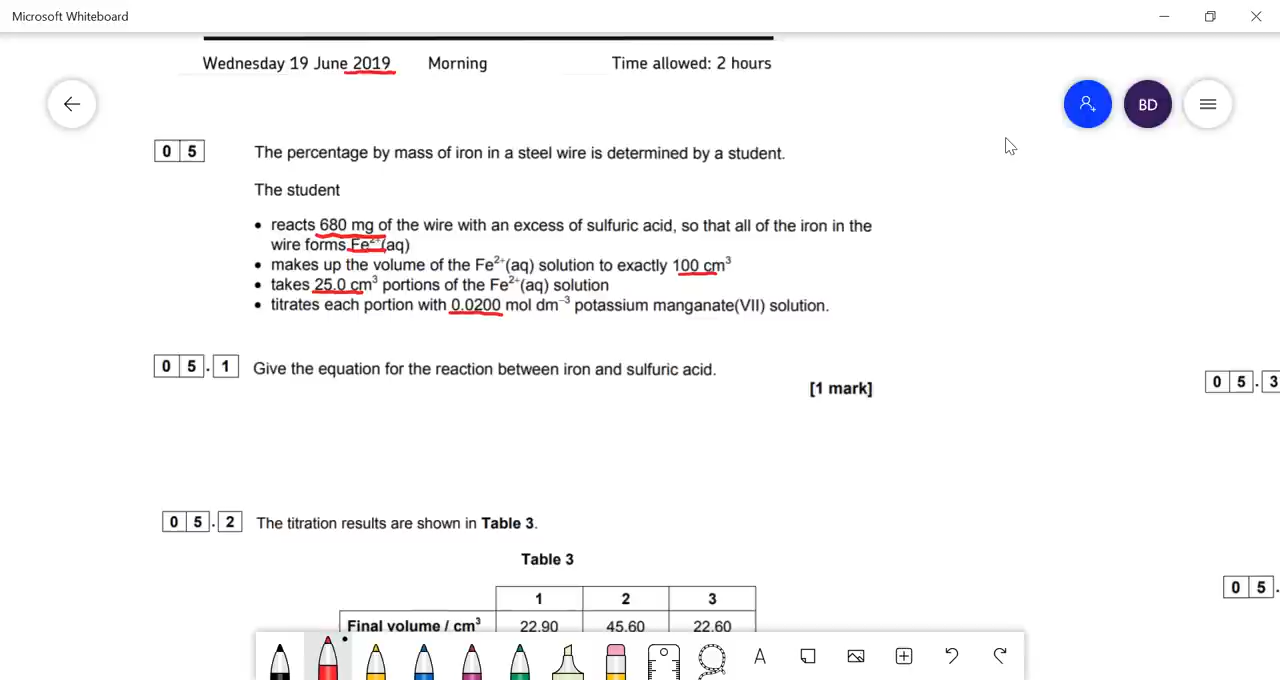 Microsoft Whiteboard
Wednesday 19 June 2019 Morning Time allowed: 2 hours
BD
0 5 The percentage by mass of iron in a steel wire is determined by a student.
The student
• reacts 680 mg of the wire with an excess of sulfuric acid, so that all of the iron in the
wire forms Fe²⁺(aq)
• makes up the volume of the Fe²⁺(aq) solution to exactly 100 cm³
• takes 25.0 cm³ portions of the Fe²⁺(aq) solution
• titrates each portion with 0.0200 mol dm⁻³ potassium manganate(VII) solution.
0 5 . 1 Give the equation for the reaction between iron and sulfuric acid.
[1 mark]
0 5 . 3
0 5 . 2 The titration results are shown in Table 3.
Table 3
0 5 .
1 2 3
Final volume / cm³ 22.90 45.60 22.60
A